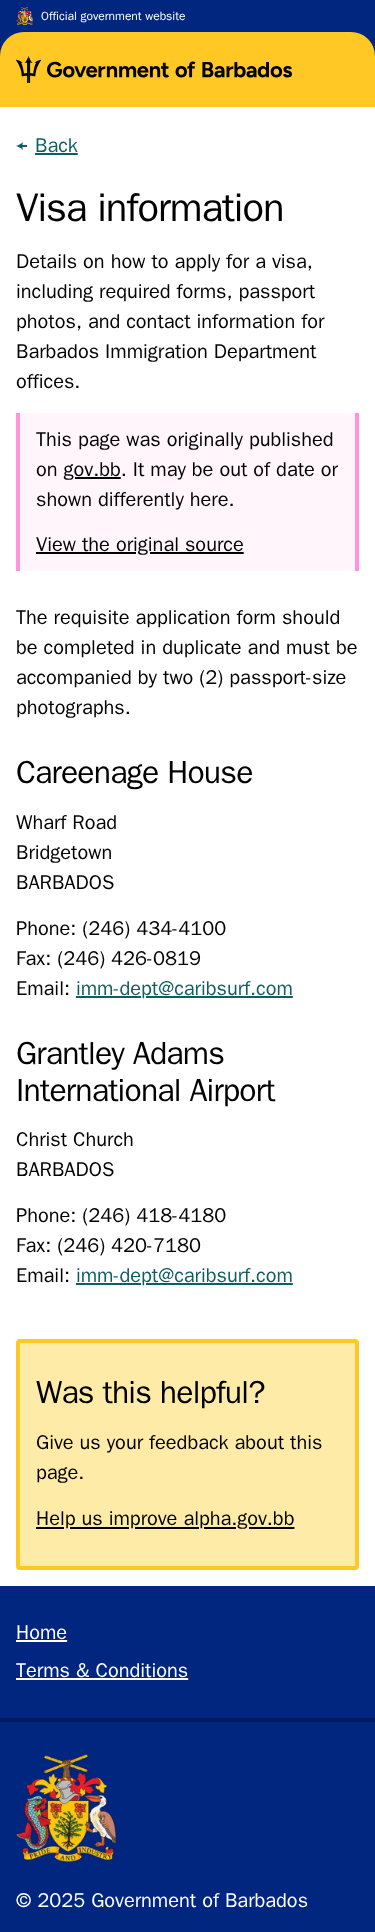 Official government website
Government of Barbados
Back
Visa information
Details on how to apply for a visa,
including required forms, passport
photos, and contact information for
Barbados Immigration Department
offices.
This page was originally published
on gov.bb. It may be out of date or
shown differently here.
View the original source
The requisite application form should
be completed in duplicate and must be
accompanied by two (2) passport-size
photographs.
Careenage House
Wharf Road
Bridgetown
BARBADOS
Phone: (246) 434-4100
Fax: (246) 426-0819
Email: imm-dept@caribsurf.com
Grantley Adams
International Airport
Christ Church
BARBADOS
Phone: (246) 418-4180
Fax: (246) 420-7180
Email: imm-dept@caribsurf.com
Was this helpful?
Give us your feedback about this
page.
Help us improve alpha.gov.bb
Home
Terms & Conditions
PRIDE AND INDUSTRY
© 2025 Government of Barbados